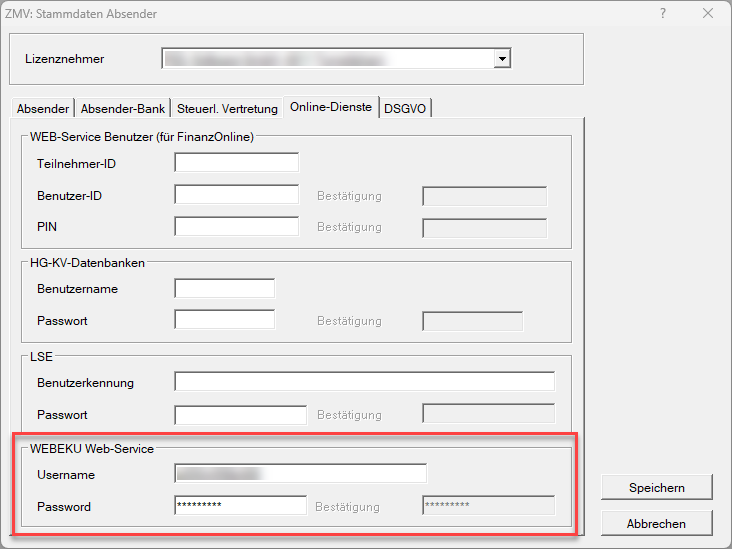 ZMV: Stammdaten Absender ?
Lizenznehmer
Absender Absender-Bank Steuerl. Vertretung Online-Dienste DSGVO
WEB-Service Benutzer (für FinanzOnline)
Teilnehmer-ID
Benutzer-ID Bestätigung
PIN Bestätigung
HG-KV-Datenbanken
Benutzername
Passwort Bestätigung
LSE
Benutzerkennung
Passwort Bestätigung
WEBEKU Web-Service
Username
Password ********* Bestätigung *********
Speichern
Abbrechen